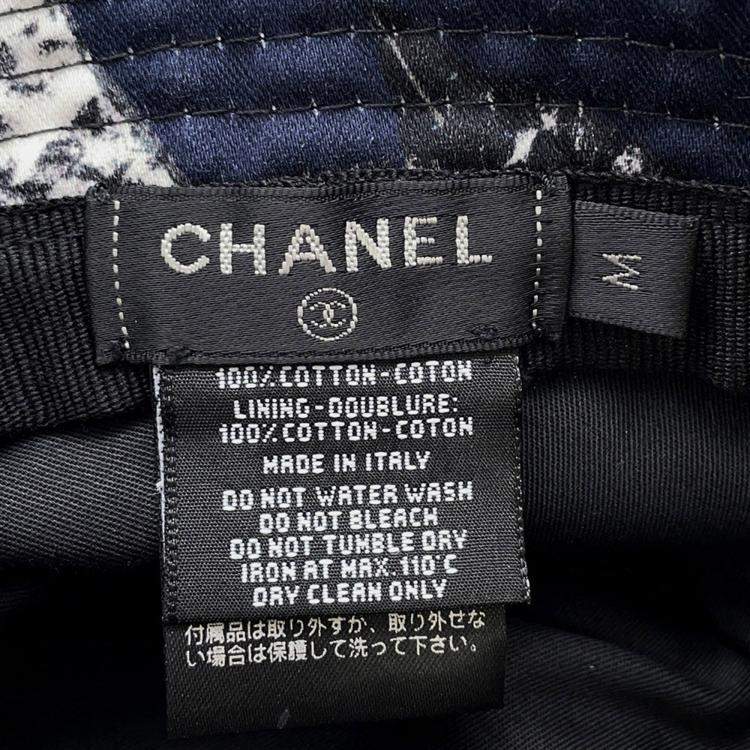 CHANEL
M
100% COTTON-COTON
LINING-DOUBLURE:
100% COTTON-COTON
MADE IN ITALY
DO NOT WATER WASH
DO NOT BLEACH
DO NOT TUMBLE DRY
IRON AT MAX. 110°C
DRY CLEAN ONLY
付属品は取り外すか、取り外せな
い場合は保護して洗って下さい。